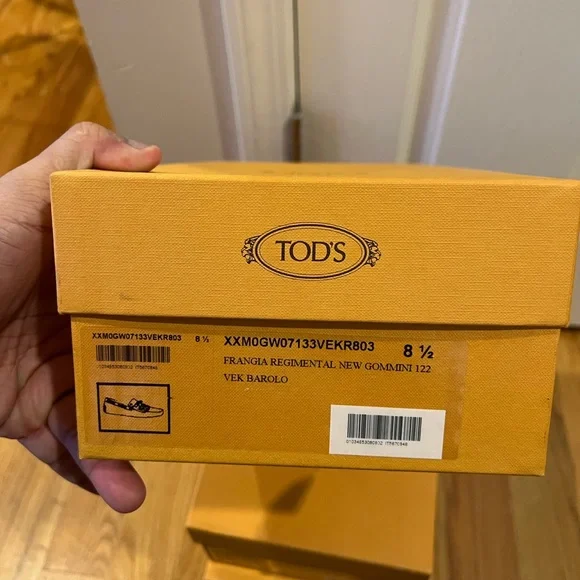 TOD'S
XXM0GW07133VEKR803 8 ½
XXM0GW07133VEKR803 8 ½
FRANGIA REGIMENTAL NEW GOMMINI 122
VEK BAROLO